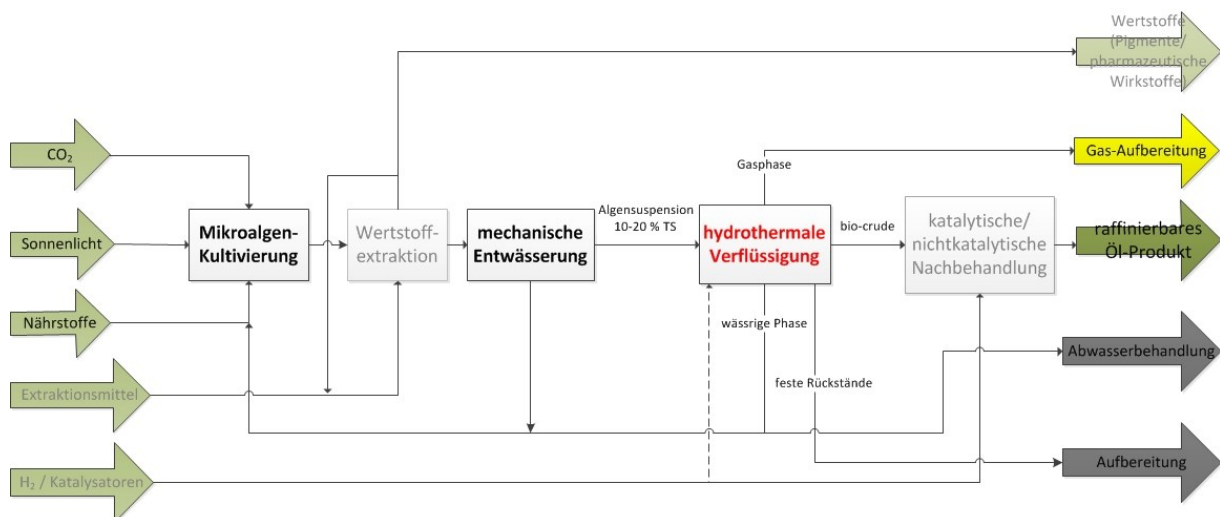 Wertstoffe
(Pigmente/
pharmazeutische
Wirkstoffe)
CO₂
Gas-Aufbereitung
Gasphase
Sonnenlicht
Mikroalgen-
Kultivierung
Wertstoff-
extraktion
mechanische
Entwässerung
Algensuspension
10-20 % TS
hydrothermale
Verflüssigung
bio-crude
katalytische/
nichtkatalytische
Nachbehandlung
raffinierbares
Öl-Produkt
Nährstoffe
wässrige Phase
Abwasserbehandlung
Extraktionsmittel
feste Rückstände
H₂ / Katalysatoren
Aufbereitung